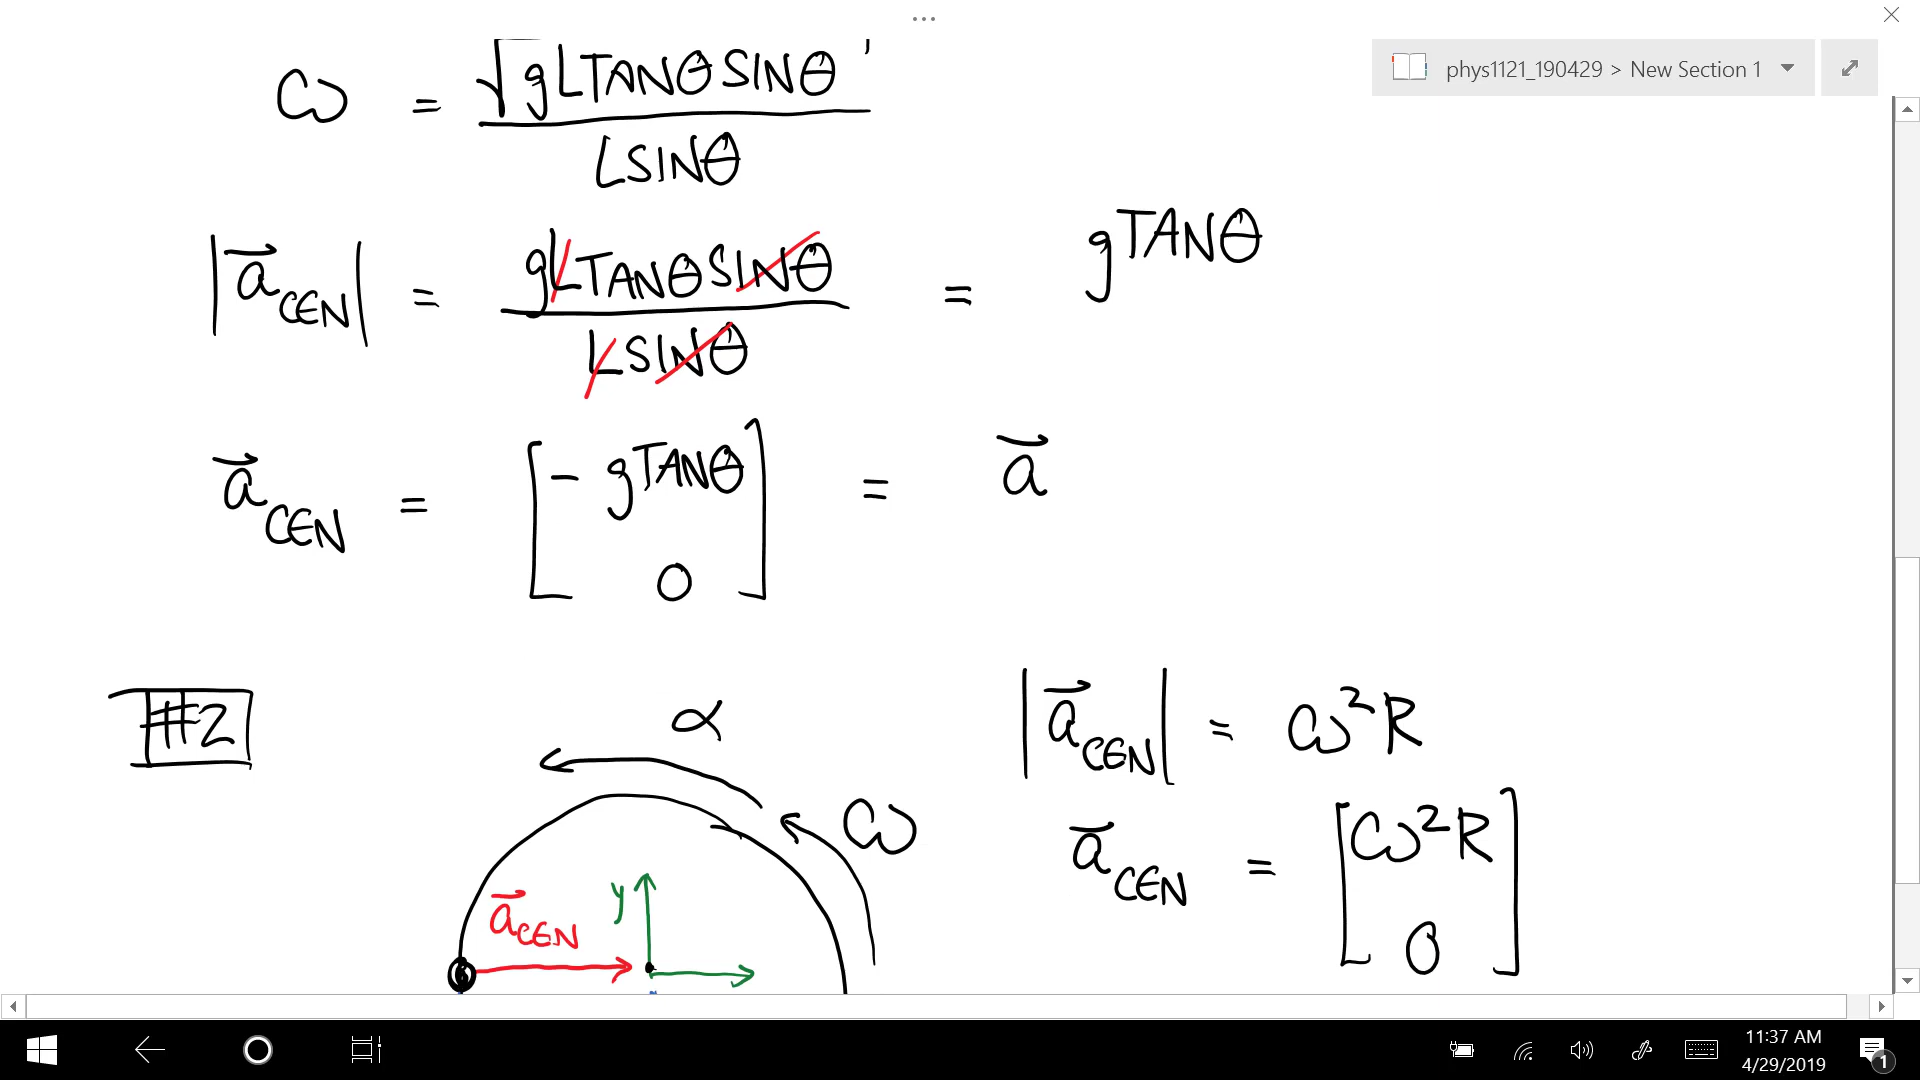 ...
phys1121_190429 > New Section 1
ω = √gLTANθSINθ / LSINθ
|a⃗CEN| = gLTANθSINθ / LSINθ = gTANθ
a⃗CEN = [-gTANθ 0] = a⃗
#2
α
ω
y
a⃗CEN
|a⃗CEN| = ω²R
a⃗CEN = [ω²R 0]
11:37 AM
4/29/2019
1